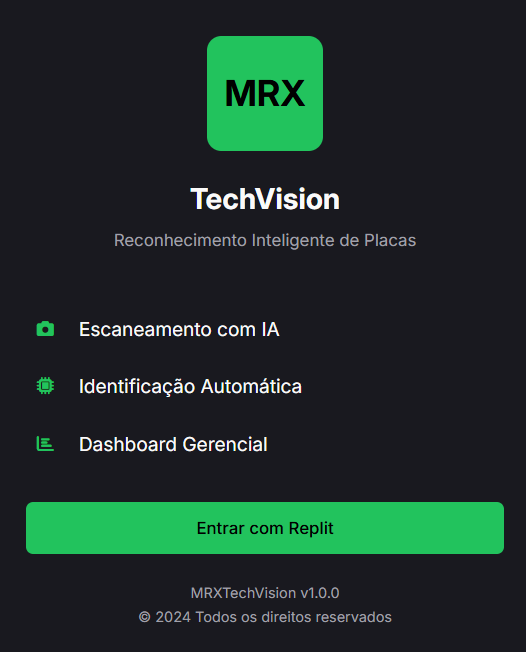 MRX
TechVision
Reconhecimento Inteligente de Placas
Escaneamento com IA
Identificação Automática
Dashboard Gerencial
Entrar com Replit
MRXTechVision v1.0.0
© 2024 Todos os direitos reservados